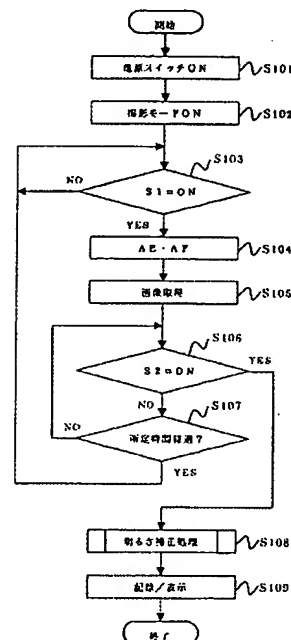 開始
電源スイッチON
S101
撮影モードON
S102
S103
NO
S1=ON
YES
AE・AF
S104
画像取得
S105
S106
S2=ON
YES
NO
S107
NO
所定時間経過?
YES
明るさ補正処理
S108
記録/表示
S109
終了